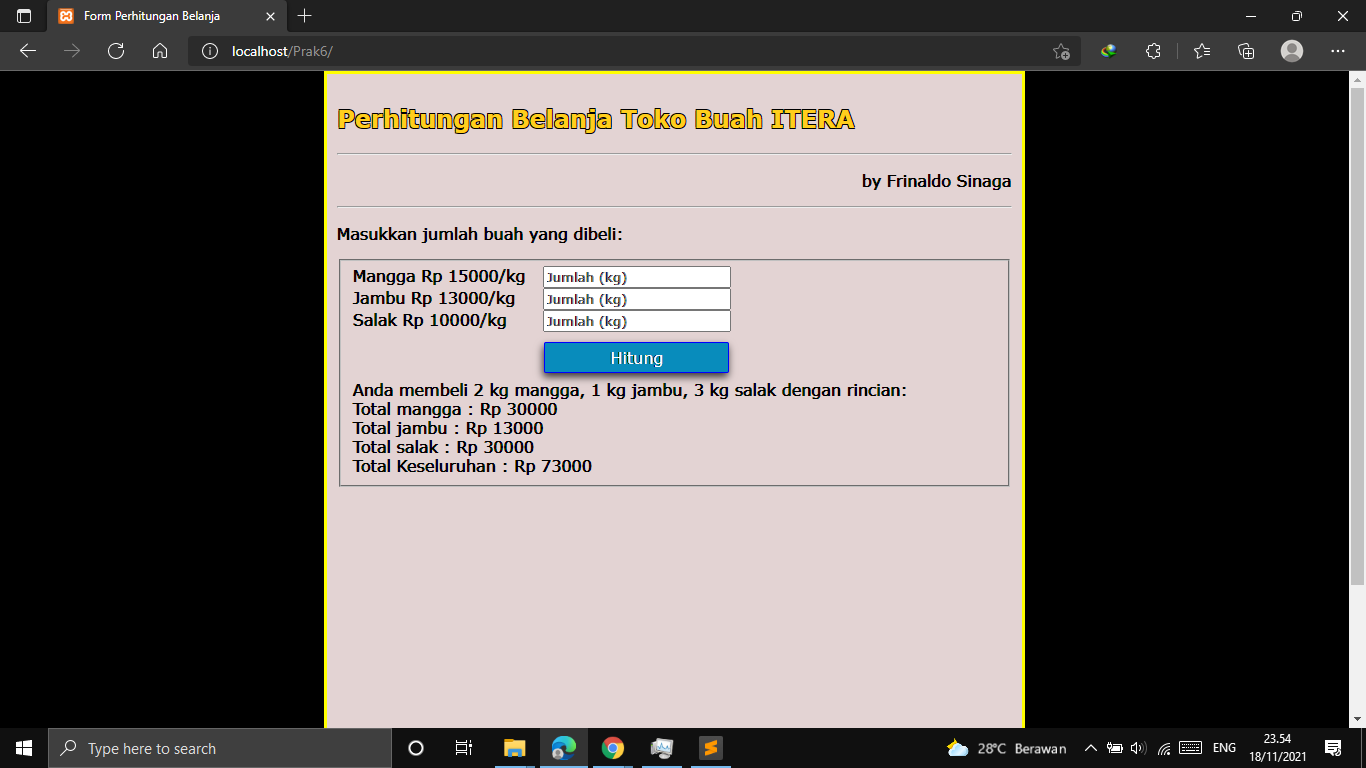 Form Perhitungan Belanja
localhost/Prak6/
Perhitungan Belanja Toko Buah ITERA
by Frinaldo Sinaga
Masukkan jumlah buah yang dibeli:
Mangga Rp 15000/kg Jumlah (kg)
Jambu Rp 13000/kg Jumlah (kg)
Salak Rp 10000/kg Jumlah (kg)
Hitung
Anda membeli 2 kg mangga, 1 kg jambu, 3 kg salak dengan rincian:
Total mangga : Rp 30000
Total jambu : Rp 13000
Total salak : Rp 30000
Total Keseluruhan : Rp 73000
Type here to search
28°C Berawan
ENG
23.54
18/11/2021